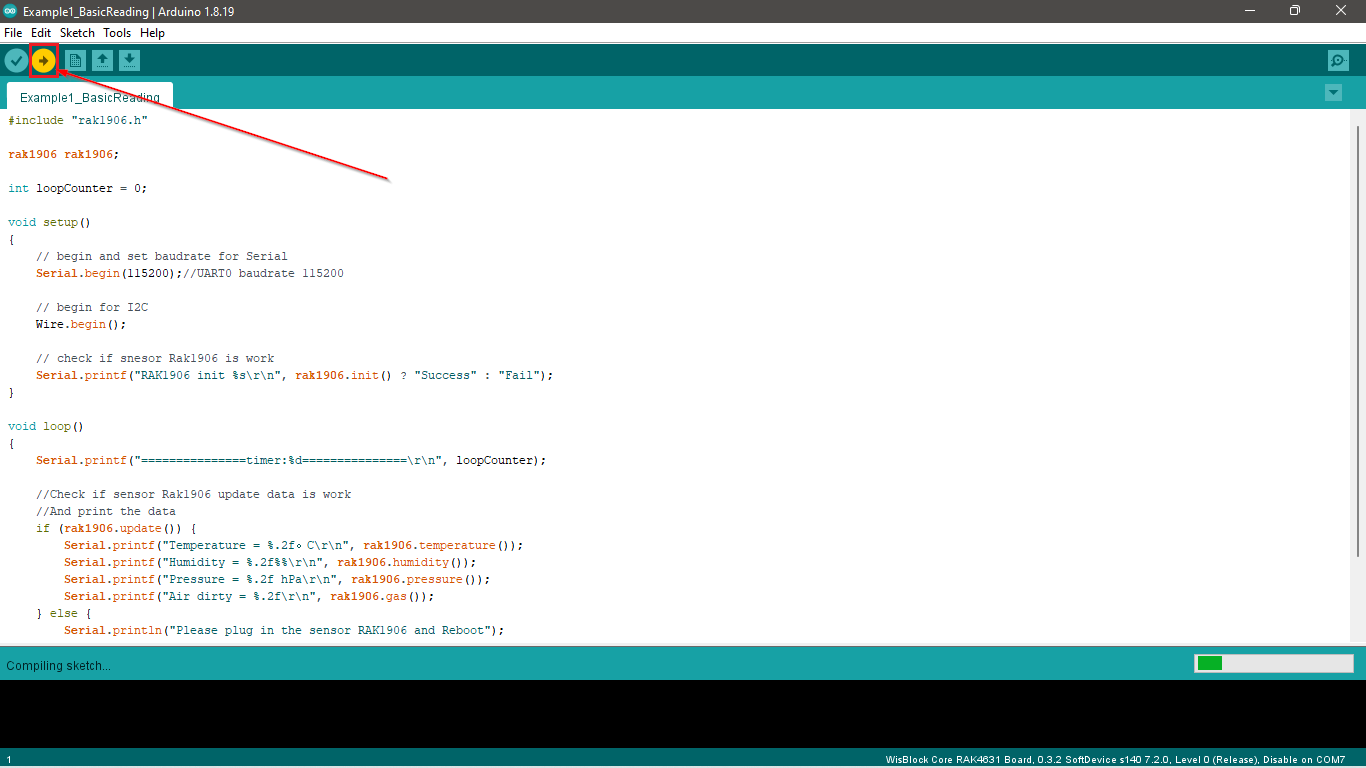 Example1_BasicReading | Arduino 1.8.19
File Edit Sketch Tools Help
Example1_BasicReading
#include "rak1906.h"
rak1906 rak1906;
int loopCounter = 0;
void setup()
{
// begin and set baudrate for Serial
Serial.begin(115200);//UART0 baudrate 115200
// begin for I2C
Wire.begin();
// check if snesor Rak1906 is work
Serial.printf("RAK1906 init %s\r\n", rak1906.init() ? "Success" : "Fail");
}
void loop()
{
Serial.printf("===============timer:%d===============\r\n", loopCounter);
//Check if sensor Rak1906 update data is work
//And print the data
if (rak1906.update()) {
Serial.printf("Temperature = %.2f∘C\r\n", rak1906.temperature());
Serial.printf("Humidity = %.2f%%\r\n", rak1906.humidity());
Serial.printf("Pressure = %.2f hPa\r\n", rak1906.pressure());
Serial.printf("Air dirty = %.2f\r\n", rak1906.gas());
} else {
Serial.println("Please plug in the sensor RAK1906 and Reboot");
Compiling sketch...
1
WisBlock Core RAK4631 Board, 0.3.2 SoftDevice s140 7.2.0, Level 0 (Release), Disable on COM7